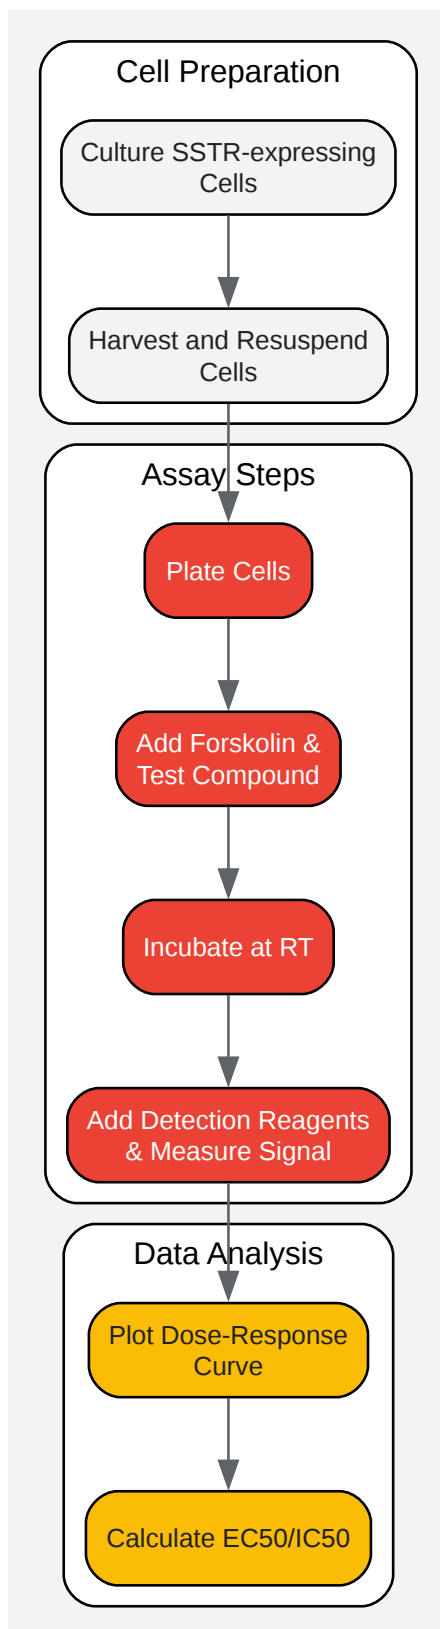 Cell Preparation
Culture SSTR-expressing
Cells
Harvest and Resuspend
Cells
Assay Steps
Plate Cells
Add Forskolin &
Test Compound
Incubate at RT
Add Detection Reagents
& Measure Signal
Data Analysis
Plot Dose-Response
Curve
Calculate EC50/IC50